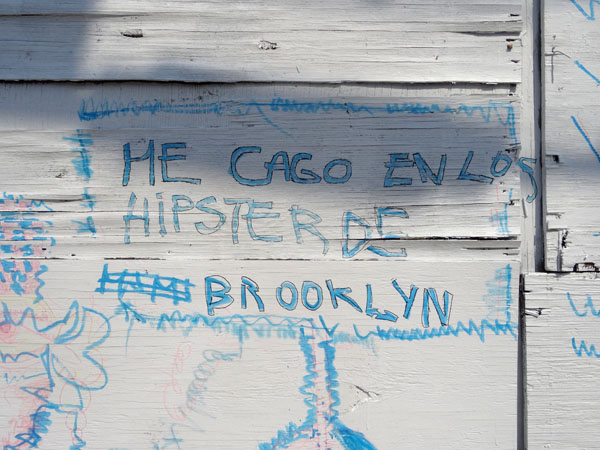 ME CAGO EN LOS
HIPSTER DE
BROOKLYN